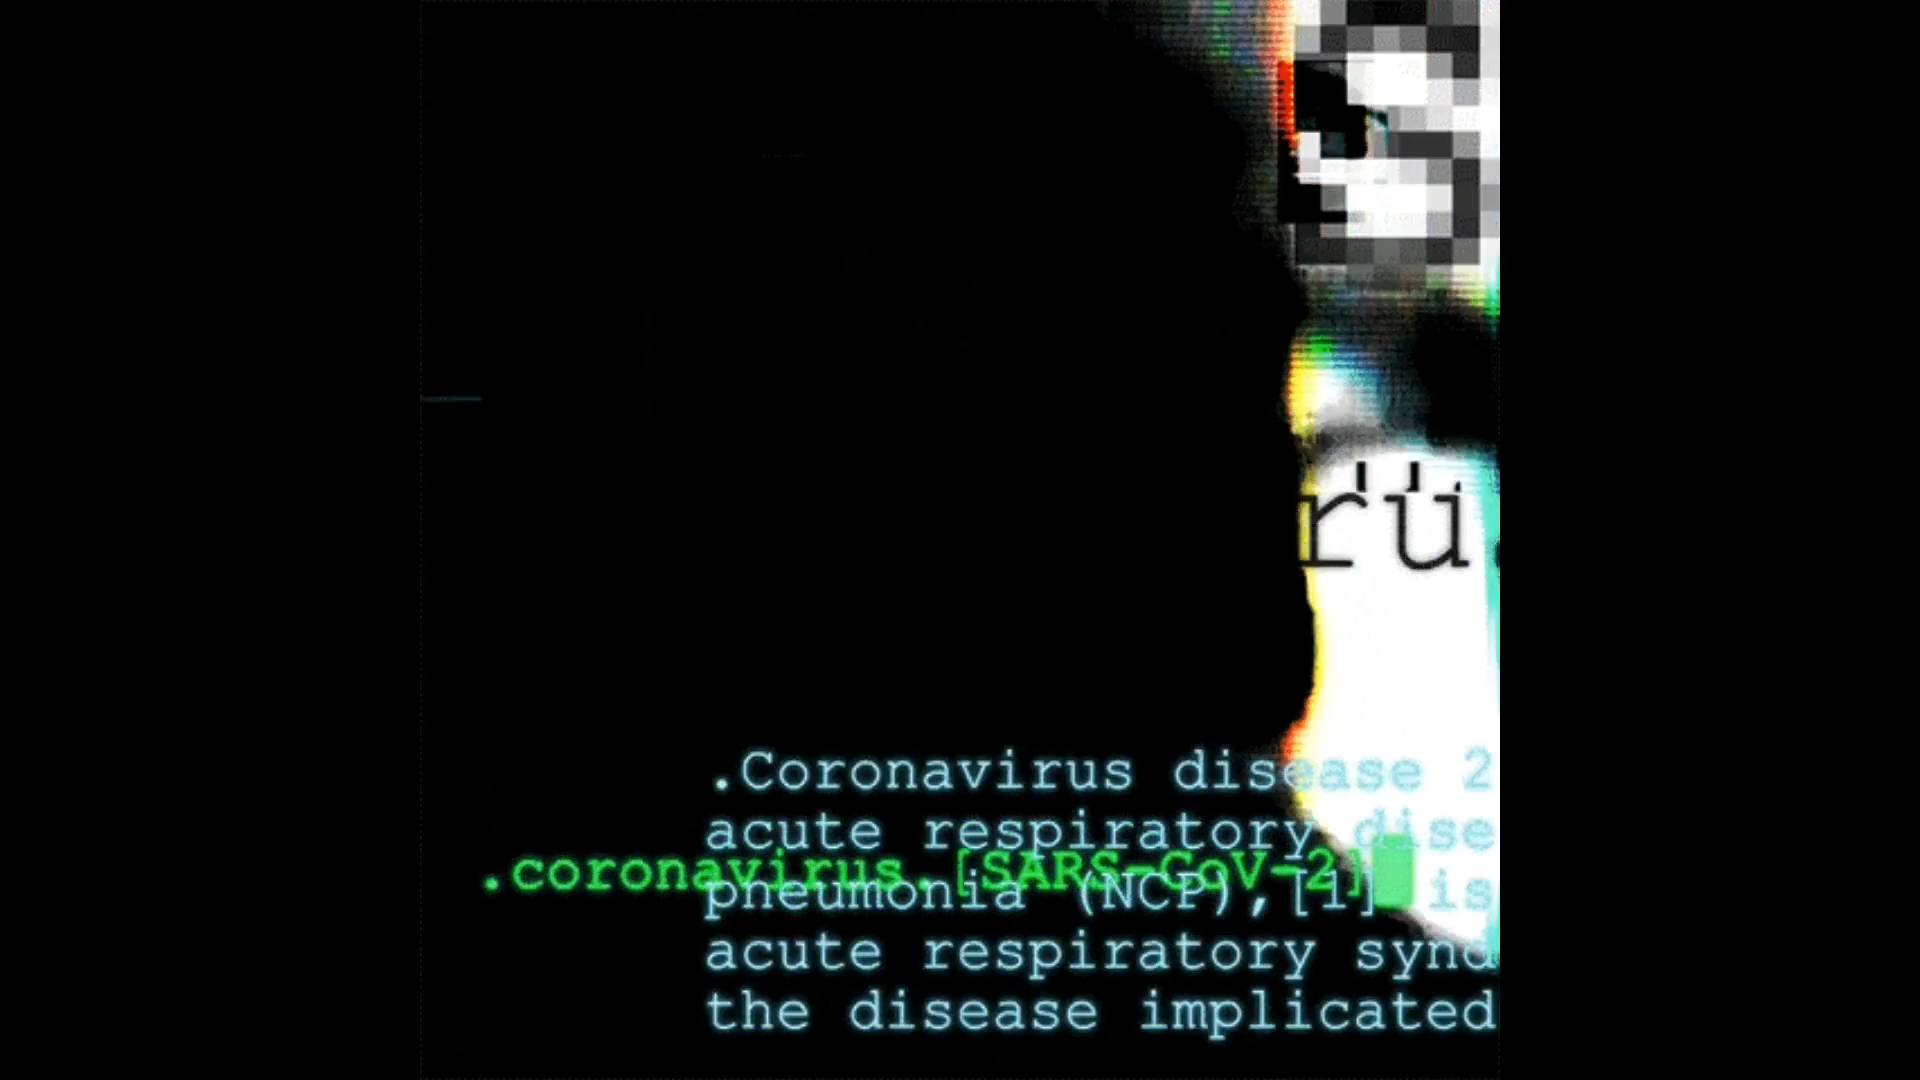 ru
.Coronavirus disease 2
acute respiratory dise
.coronavirus.[SARS-CoV-2]
pneumonia (NCP),[1] is
acute respiratory synd
the disease implicated